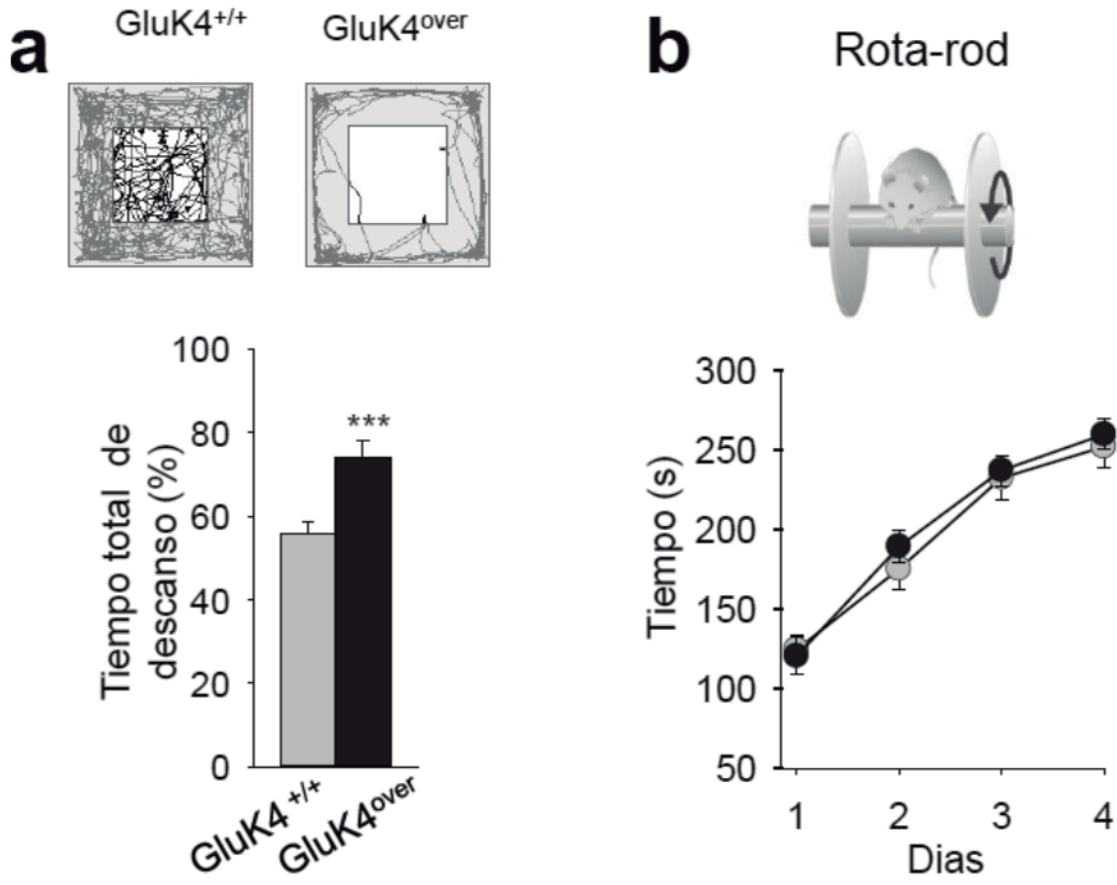 a
GluK4+/+
GluK4over
Tiempo total de
descanso (%)
100
80
60
40
20
0
***
GluK4+/+
GluK4over
b
Rota-rod
Tiempo (s)
300
250
200
150
100
50
1 2 3 4
Dias